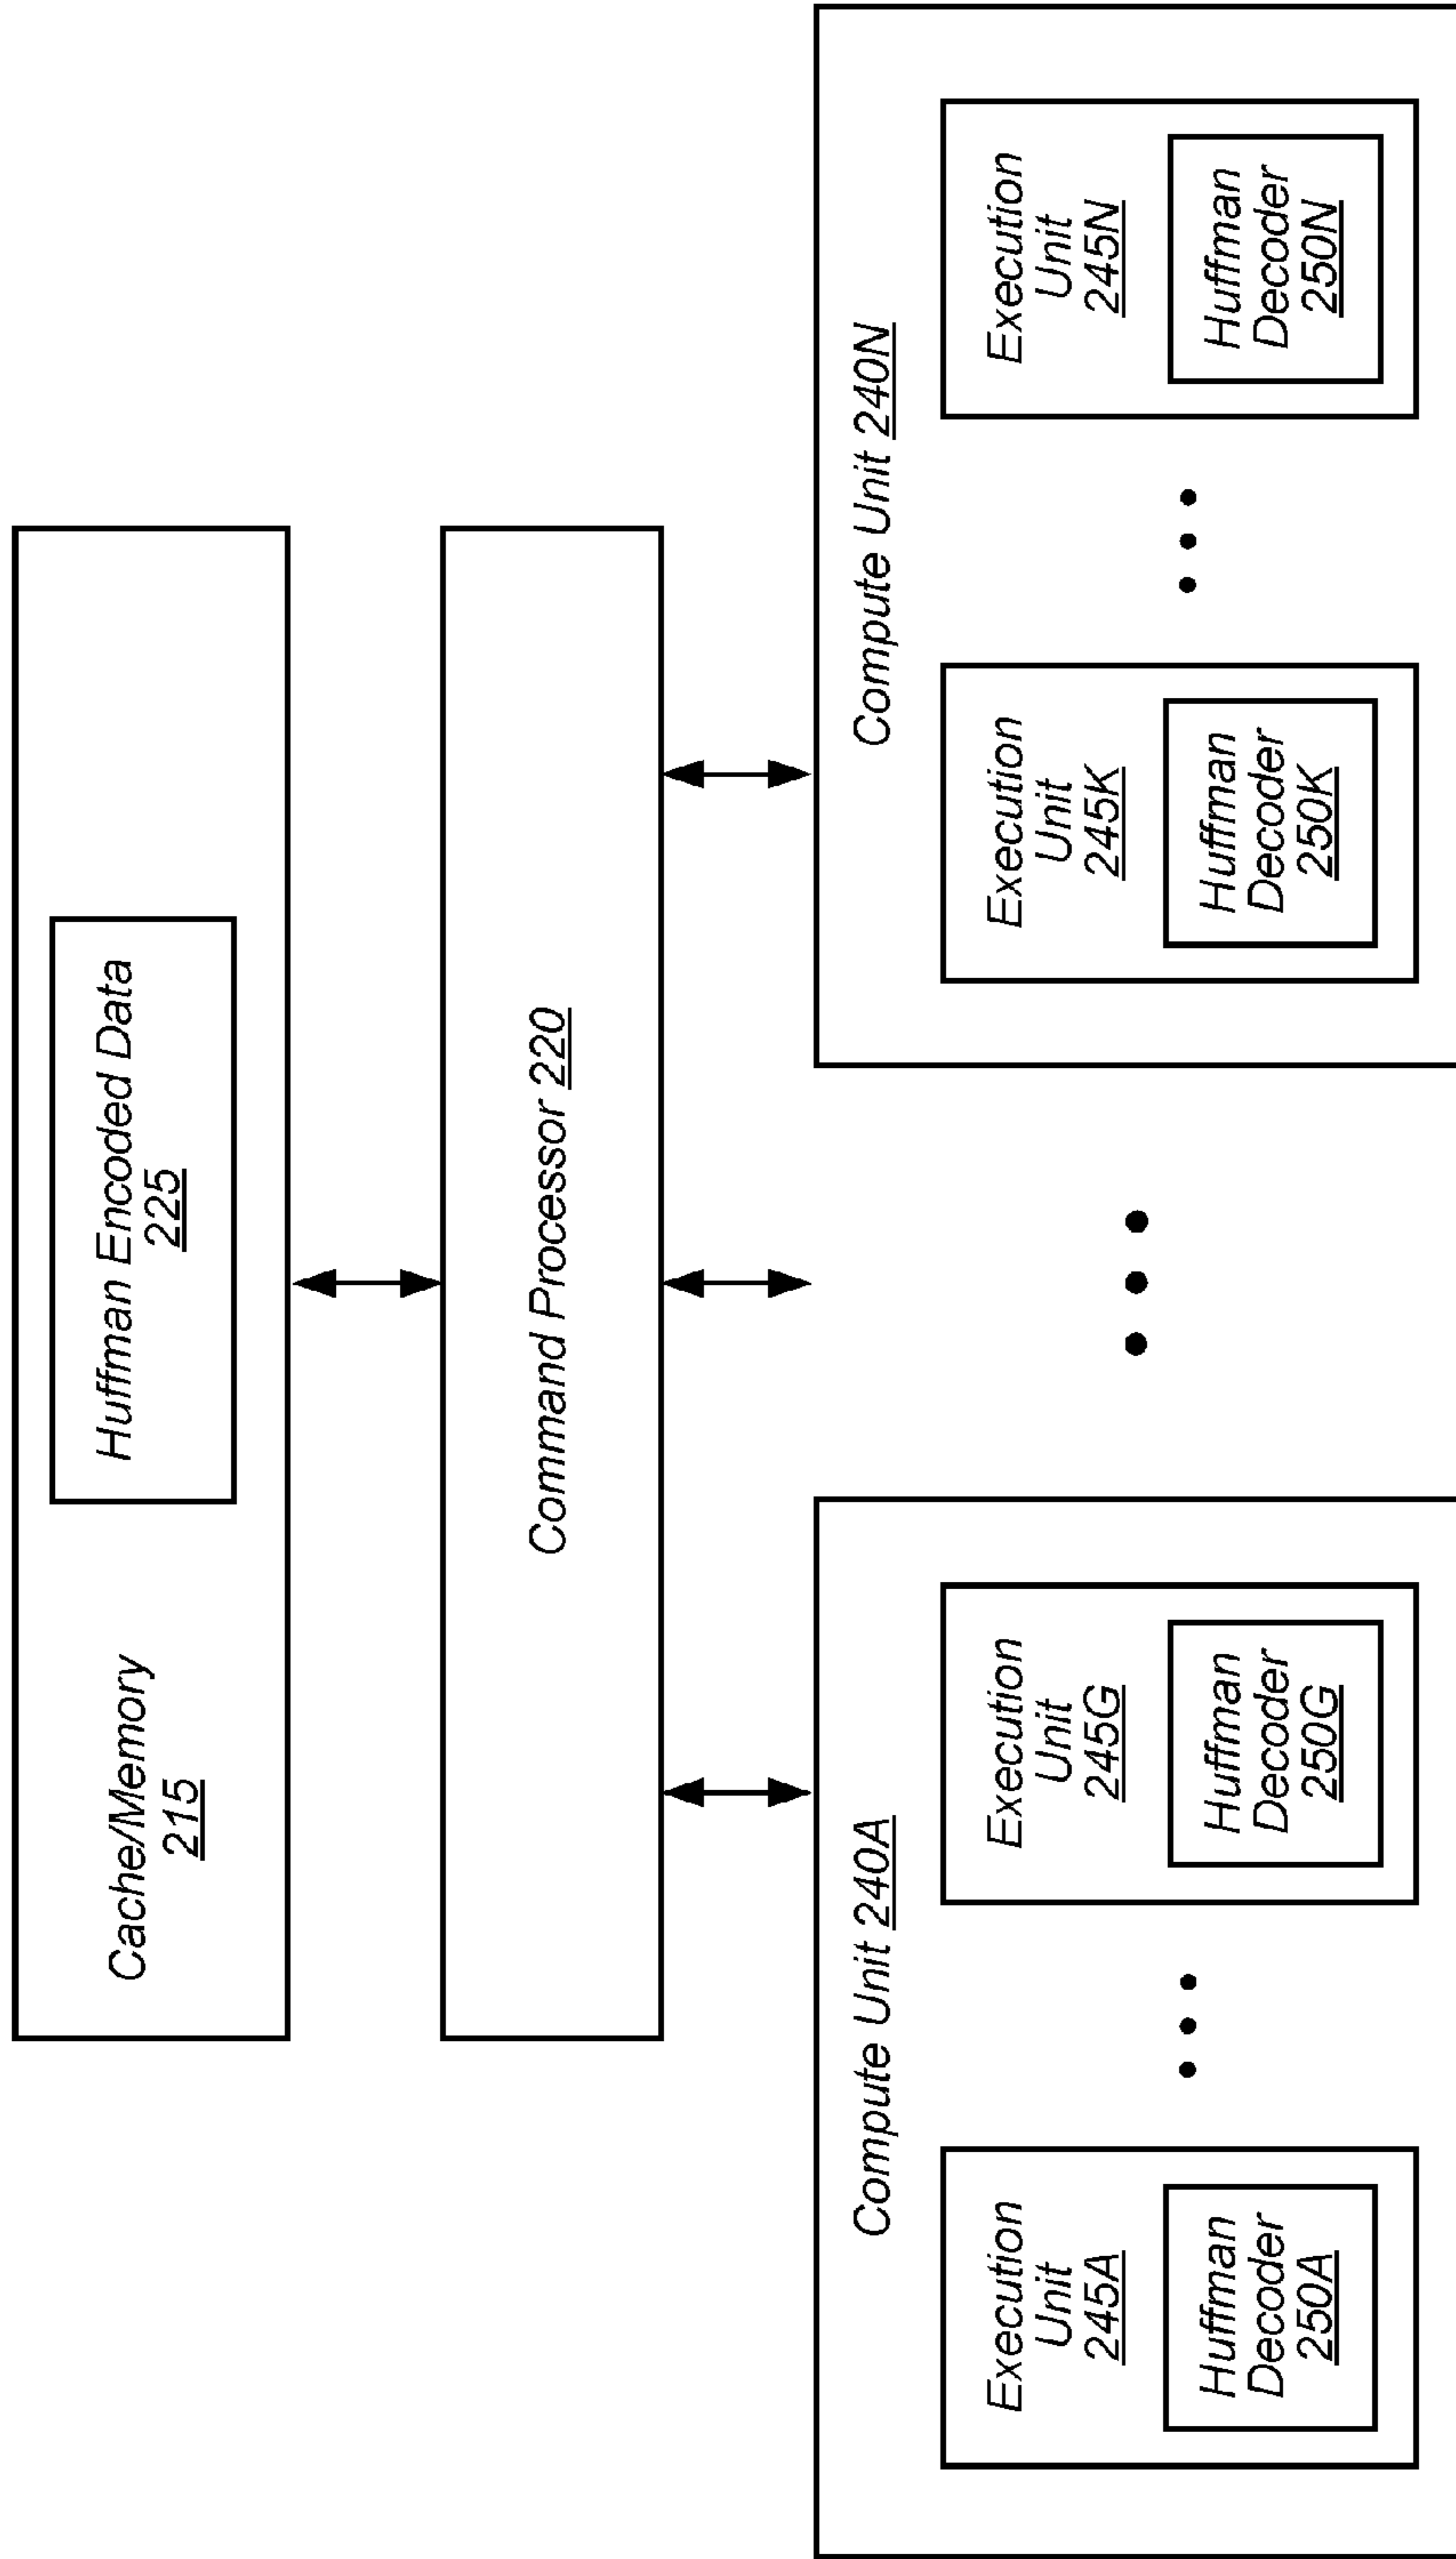 Cache/Memory
215
Huffman Encoded Data
225
Command Processor 220
Compute Unit 240A
Execution
Unit
245A
Huffman
Decoder
250A
Execution
Unit
245G
Huffman
Decoder
250G
Compute Unit 240N
Execution
Unit
245K
Huffman
Decoder
250K
Execution
Unit
245N
Huffman
Decoder
250N